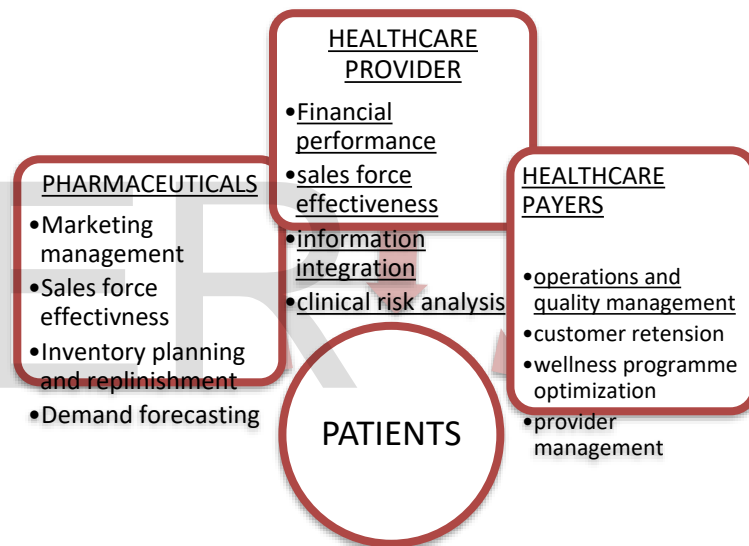 HEALTHCARE
PROVIDER
•Financial
performance
•sales force
effectiveness
•information
integration
•clinical risk analysis
PHARMACEUTICALS
•Marketing
management
•Sales force
effectivness
•Inventory planning
and replinishment
•Demand forecasting
HEALTHCARE
PAYERS
•operations and
quality management
•customer retension
•wellness programme
optimization
•provider
management
PATIENTS
ER